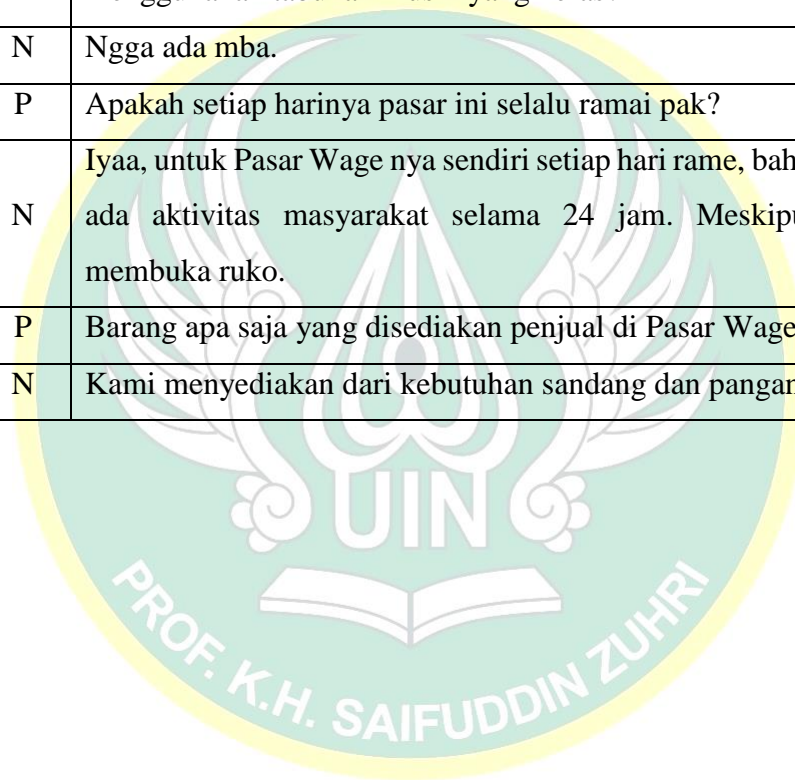 N Ngga ada mba.
P Apakah setiap harinya pasar ini selalu ramai pak?
Iyaa, untuk Pasar Wage nya sendiri setiap hari rame,
N ada aktivitas masyarakat selama 24 jam.
membuka ruko.
P Barang apa saja yang disediakan penjual di Pasar Wage
N Kami menyediakan dari kebutuhan sandang dan pangan
UIN
PROF. K.H. SAIFUDDIN ZUHRI